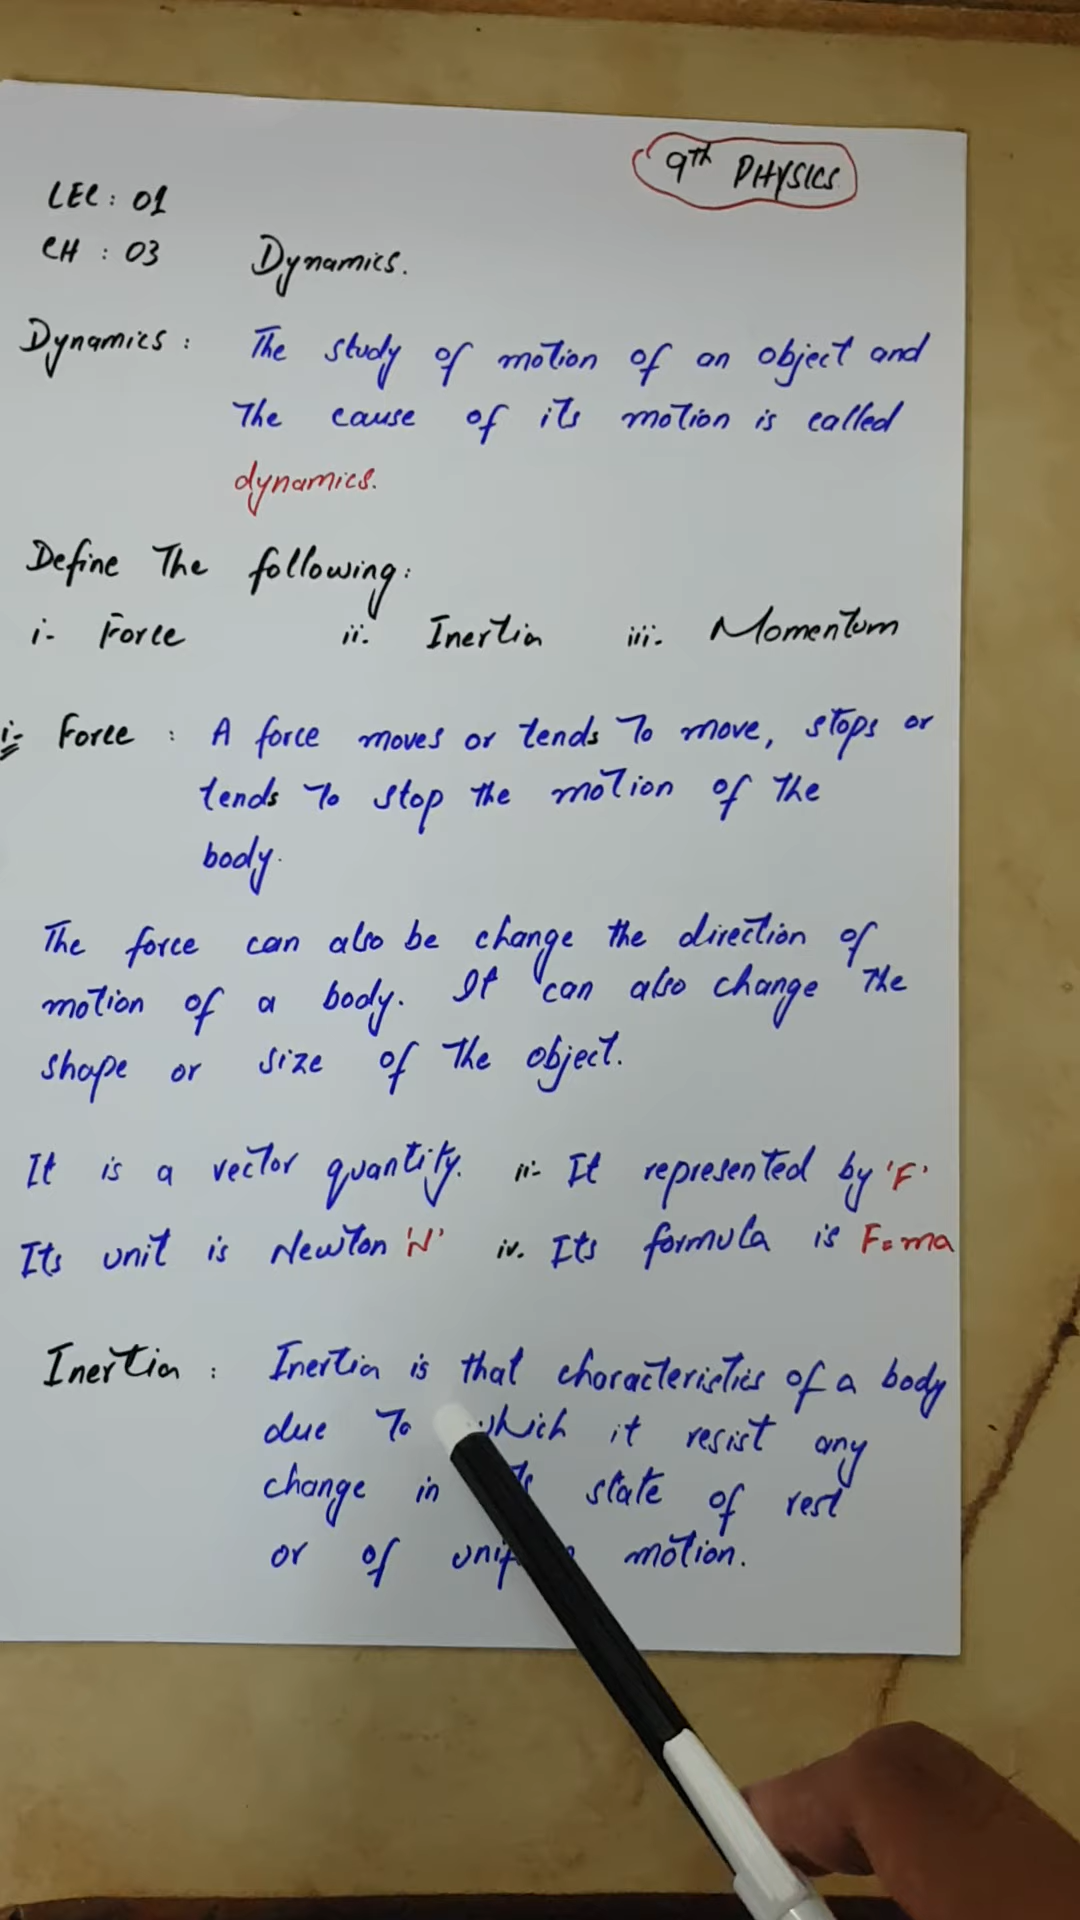 9th PHYSICS
LEC: 01
CH : 03 Dynamics.
Dynamics: The study of motion of an object and
the cause of its motion is called
dynamics.
Define The following:
i- Force ii. Inertia iii. Momentum
i- Force : A force moves or tends to move, stops or
tends to stop the motion of the
body.
The force can also be change the direction of
motion of a body. It can also change the
shape or size of the object.
It is a vector quantity. ii- It represented by 'F'
Its unit is Newton 'N' iv. Its formula is F=ma
Inertia : Inertia is that characteristics of a body
due to which it resist any
change in state of rest
or of motion.